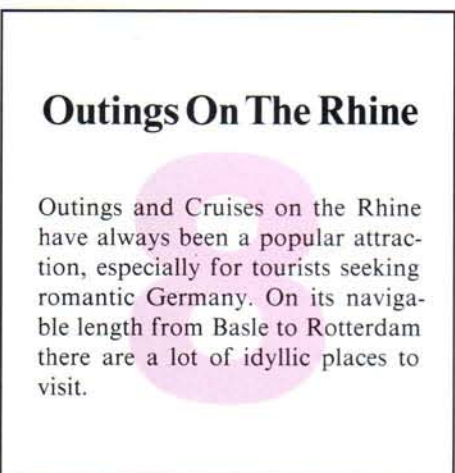 Outings On The Rhine
8
Outings and Cruises on the Rhine
have always been a popular attrac-
tion, especially for tourists seeking
romantic Germany. On its naviga-
ble length from Basle to Rotterdam
there are a lot of idyllic places to
visit.